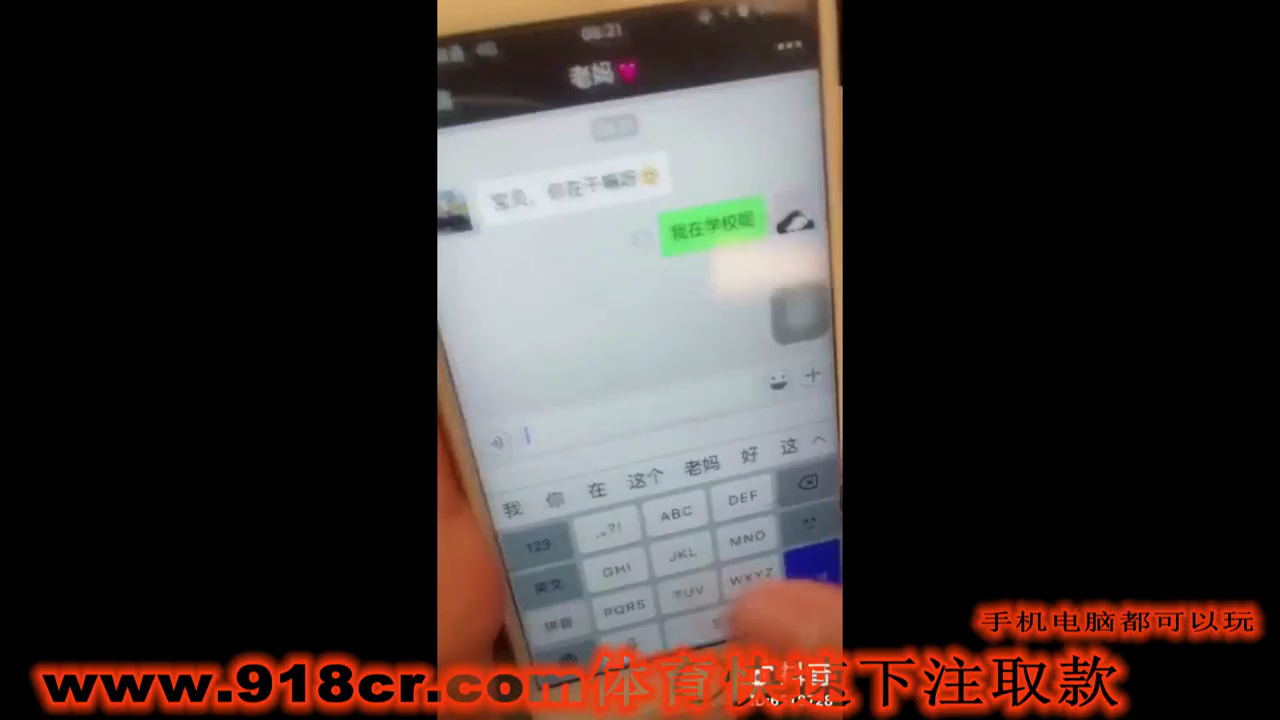 08:21
老妈
宝贝，你在干嘛呀
我在学校呢
我 你 在 这个 老妈 好 这
123 ,。?! ABC DEF
英文 GHI JKL MNO
拼音 PQRS TUV WXYZ
手机电脑都可以玩
www.918cr.com体育快速下注取款